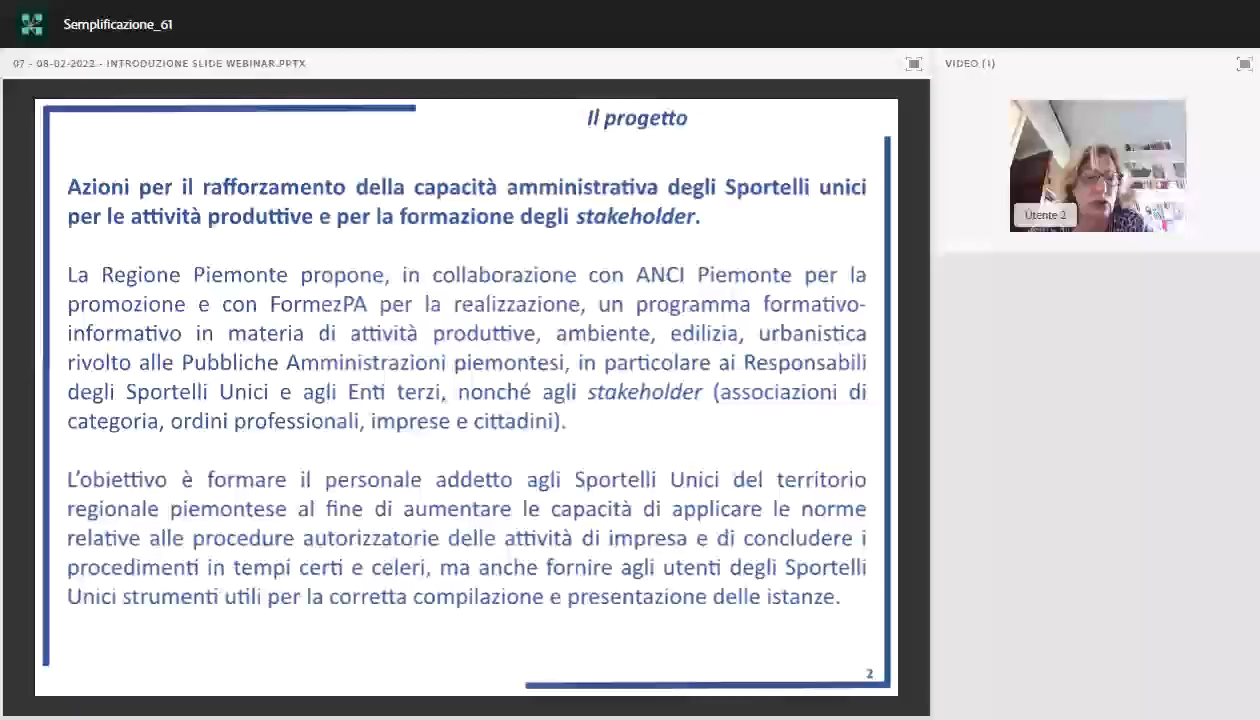 Semplificazione_61
07 - 08-02-2022 - INTRODUZIONE SLIDE WEBINAR.PPTX
VIDEO (1)
Il progetto
Azioni per il rafforzamento della capacità amministrativa degli Sportelli unici
per le attività produttive e per la formazione degli stakeholder.
La Regione Piemonte propone, in collaborazione con ANCI Piemonte per la
promozione e con FormezPA per la realizzazione, un programma formativo-
informativo in materia di attività produttive, ambiente, edilizia, urbanistica
rivolto alle Pubbliche Amministrazioni piemontesi, in particolare ai Responsabili
degli Sportelli Unici e agli Enti terzi, nonché agli stakeholder (associazioni di
categoria, ordini professionali, imprese e cittadini).
L'obiettivo è formare il personale addetto agli Sportelli Unici del territorio
regionale piemontese al fine di aumentare le capacità di applicare le norme
relative alle procedure autorizzatorie delle attività di impresa e di concludere i
procedimenti in tempi certi e celeri, ma anche fornire agli utenti degli Sportelli
Unici strumenti utili per la corretta compilazione e presentazione delle istanze.
2
Utente 2